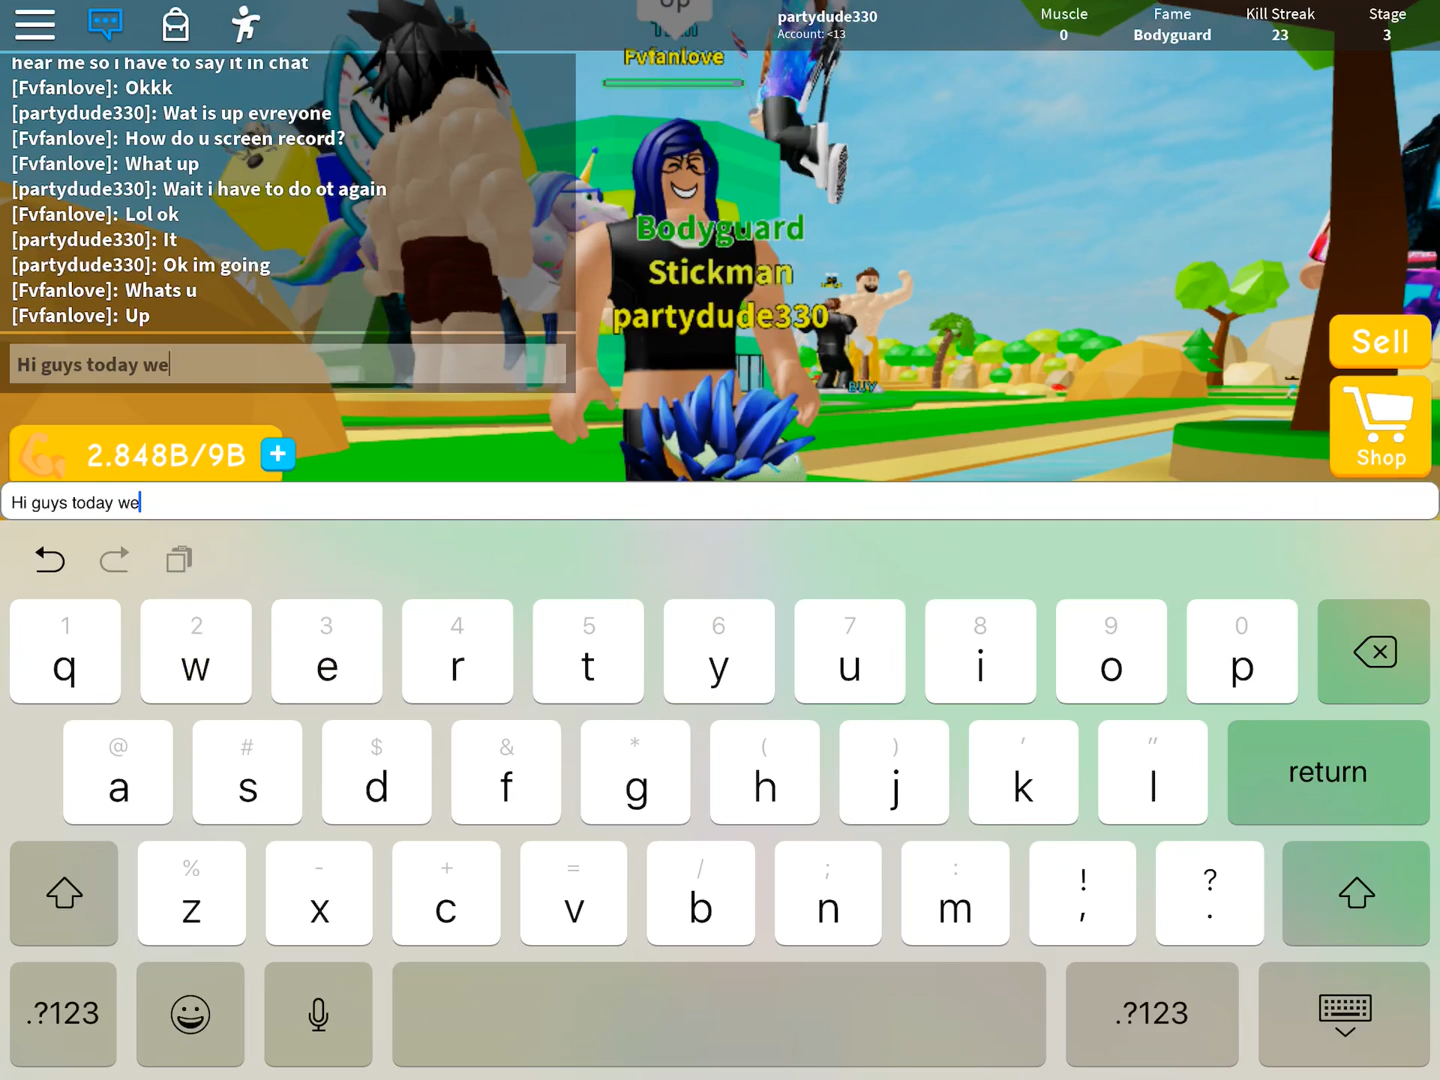 Up
partydude330
Account: <13
Muscle
0
Fame
Bodyguard
Kill Streak
23
Stage
3
hear me so i have to say it in chat
[Fvfanlove]: Okkk
[partydude330]: Wat is up evreyone
[Fvfanlove]: How do u screen record?
[Fvfanlove]: What up
[partydude330]: Wait i have to do ot again
[Fvfanlove]: Lol ok
[partydude330]: It
[partydude330]: Ok im going
[Fvfanlove]: Whats u
[Fvfanlove]: Up
Hi guys today we
Fvfanlove
Bodyguard
Stickman
partydude330
BUY
Sell
Shop
2.848B/9B
+
Hi guys today we
1 2 3 4 5 6 7 8 9 0
q w e r t y u i o p
@ # $ & * ( ) ' "
a s d f g h j k l return
% - + = / ; : ! ?
z x c v b n m , .
.?123 .?123